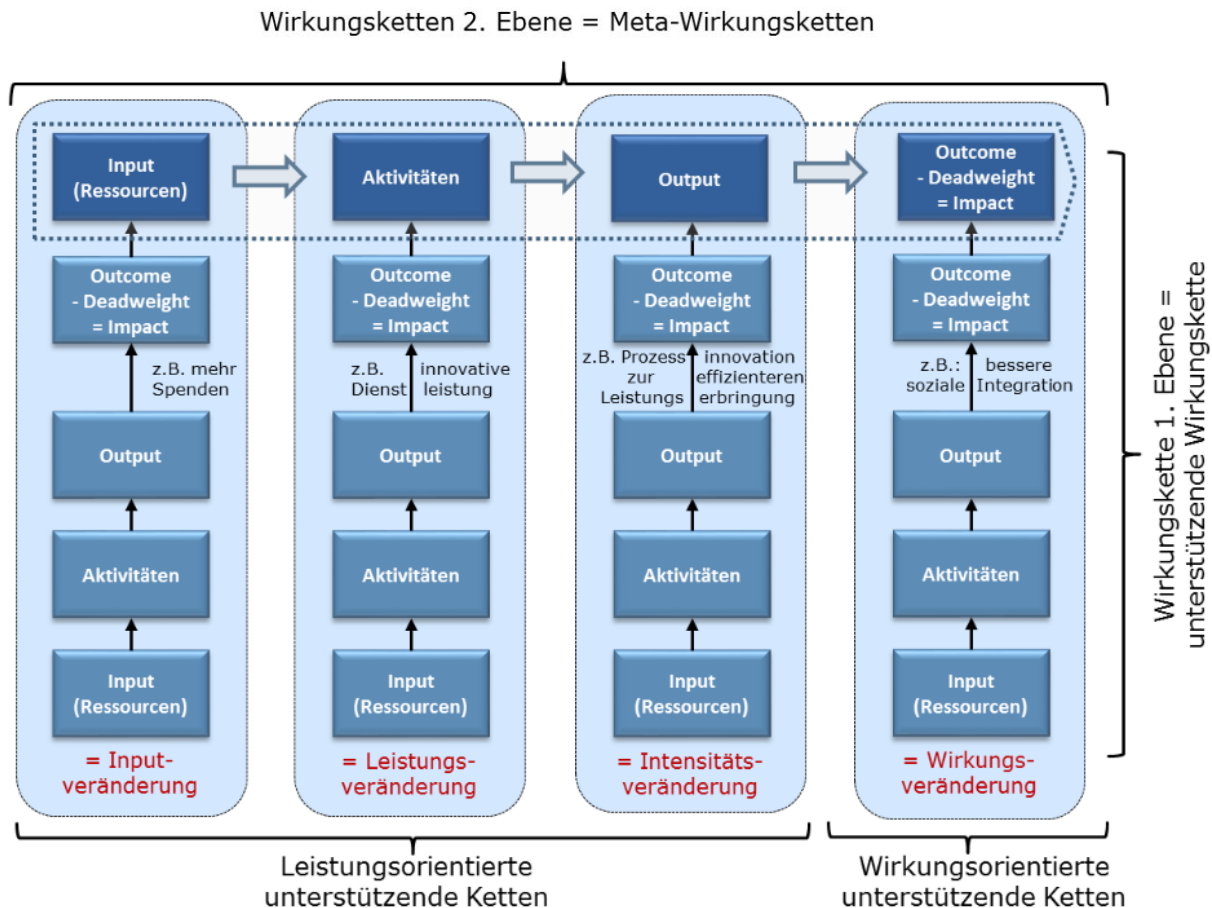 Wirkungsketten 2. Ebene = Meta-Wirkungsketten
Input
(Ressourcen)
Aktivitäten
Output
Outcome
- Deadweight
= Impact
Outcome
- Deadweight
= Impact
Outcome
- Deadweight
= Impact
Outcome
- Deadweight
= Impact
Outcome
- Deadweight
= Impact
z.B. mehr
Spenden
z.B. innovative
Dienst leistung
z.B. Prozess innovation
zur effizienteren
Leistungs erbringung
z.B.: bessere
soziale Integration
Output
Output
Output
Output
Aktivitäten
Aktivitäten
Aktivitäten
Aktivitäten
Input
(Ressourcen)
Input
(Ressourcen)
Input
(Ressourcen)
Input
(Ressourcen)
= Input-
veränderung
= Leistungs-
veränderung
= Intensitäts-
veränderung
= Wirkungs-
veränderung
Wirkungskette 1. Ebene =
unterstützende Wirkungskette
Leistungsorientierte
unterstützende Ketten
Wirkungsorientierte
unterstützende Ketten